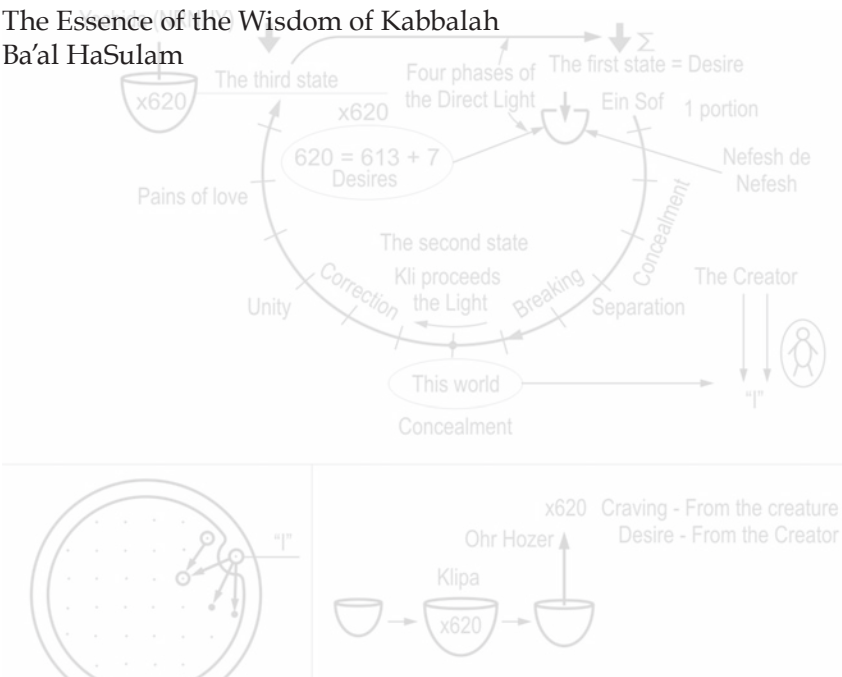 The Essence of the Wisdom of Kabbalah
Ba’al HaSulam
(NRNHY)
Σ
The third state
Four phases of
the Direct Light
The first state = Desire
x620
x620
Ein Sof
1 portion
620 = 613 + 7
Desires
Nefesh de
Nefesh
Pains of love
Concealment
The second state
Correction
Kli proceeds
the Light
Breaking
The Creator
Unity
Separation
This world
"I"
Concealment
x620 Craving - From the creature
Desire - From the Creator
"I"
Ohr Hozer
Klipa
x620